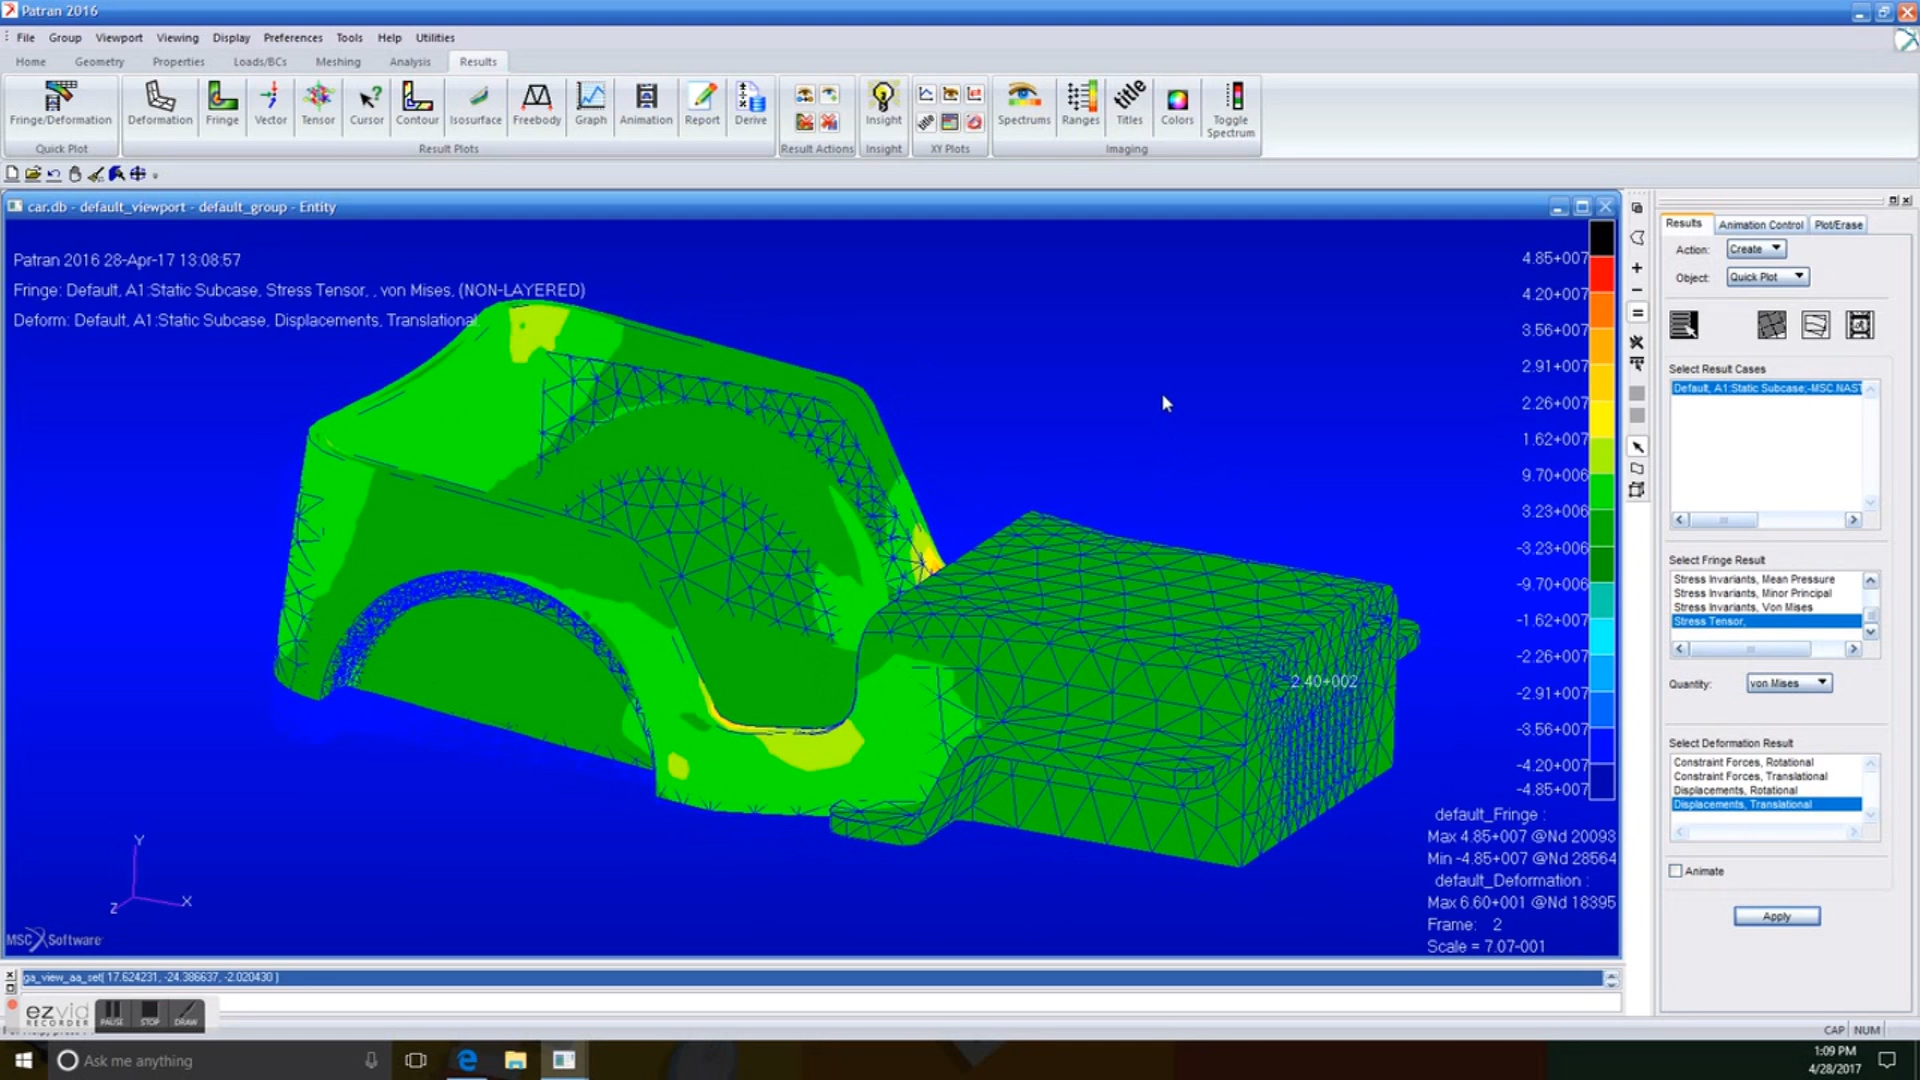 Patran 2016
File Group Viewport Viewing Display Preferences Tools Help Utilities
Home Geometry Properties Loads/BCs Meshing Analysis Results
Fringe/Deformation Deformation Fringe Vector Tensor Cursor Contour Isosurface Freebody Graph Animation Report Derive Insight Spectrums Ranges Titles Colors Toggle Spectrum
Quick Plot Result Plots Result Actions Insight XY Plots Imaging
car.db - default_viewport - default_group - Entity
Patran 2016 28-Apr-17 13:08:57
Fringe: Default, A1:Static Subcase, Stress Tensor, , von Mises, (NON-LAYERED)
Deform: Default, A1:Static Subcase, Displacements, Translational,
4.85+007
4.20+007
3.56+007
2.91+007
2.26+007
1.62+007
9.70+006
3.23+006
-3.23+006
-9.70+006
-1.62+007
-2.26+007
-2.91+007
-3.56+007
-4.20+007
-4.85+007
2.40+002
default_Fringe :
Max 4.85+007 @Nd 20093
Min -4.85+007 @Nd 28564
default_Deformation :
Max 6.60+001 @Nd 18395
Frame: 2
Scale = 7.07-001
Y
Z X
MSC Software
Results Animation Control Plot/Erase
Action: Create
Object: Quick Plot
Select Result Cases
Default, A1:Static Subcase;-MSC.NAST
Select Fringe Result
Stress Invariants, Mean Pressure
Stress Invariants, Minor Principal
Stress Invariants, Von Mises
Stress Tensor,
Quantity: von Mises
Select Deformation Result
Constraint Forces, Rotational
Constraint Forces, Translational
Displacements, Rotational
Displacements, Translational
Animate
Apply
ga_view_aa_set( 17.624231, -24.386637, -2.020430 )
ezvid
RECORDER
PAUSE STOP DRAW
CAP NUM
Ask me anything
1:09 PM
4/28/2017